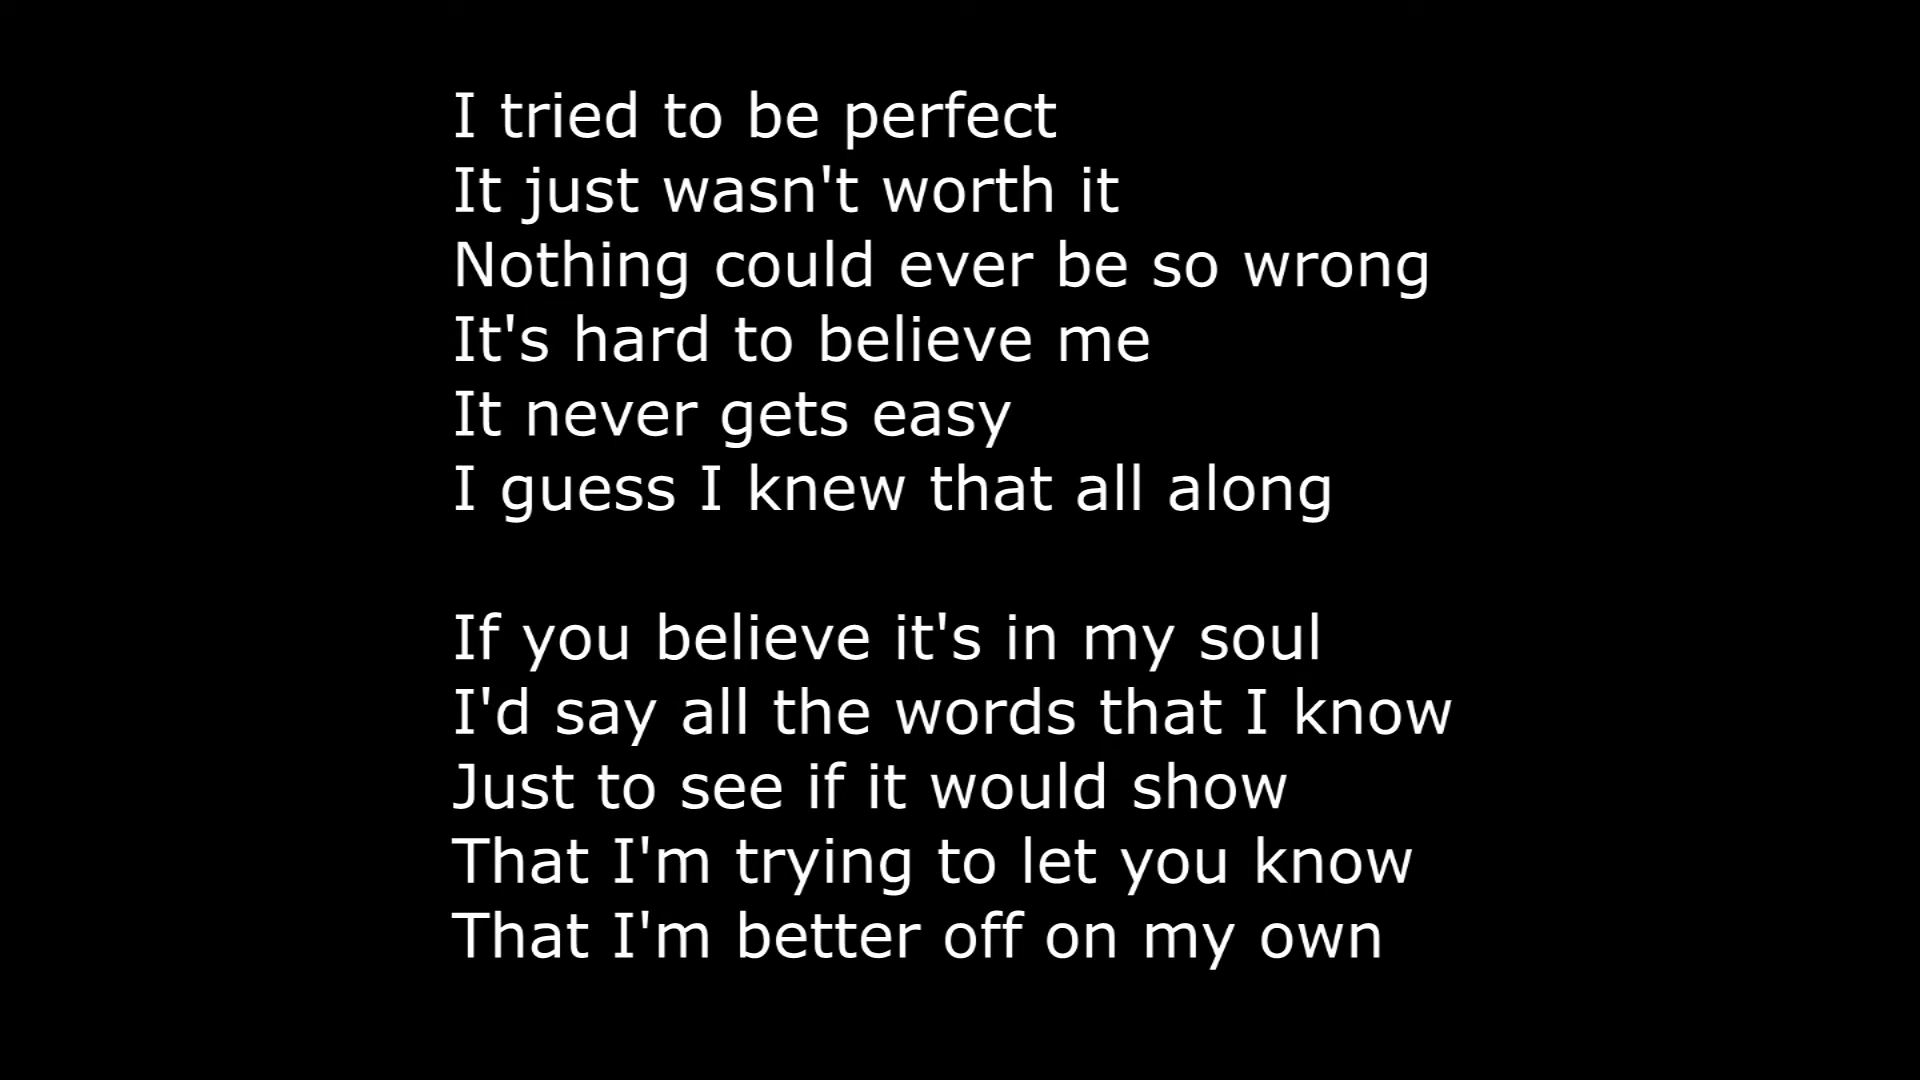 I tried to be perfect
It just wasn't worth it
Nothing could ever be so wrong
It's hard to believe me
It never gets easy
I guess I knew that all along

If you believe it's in my soul
I'd say all the words that I know
Just to see if it would show
That I'm trying to let you know
That I'm better off on my own